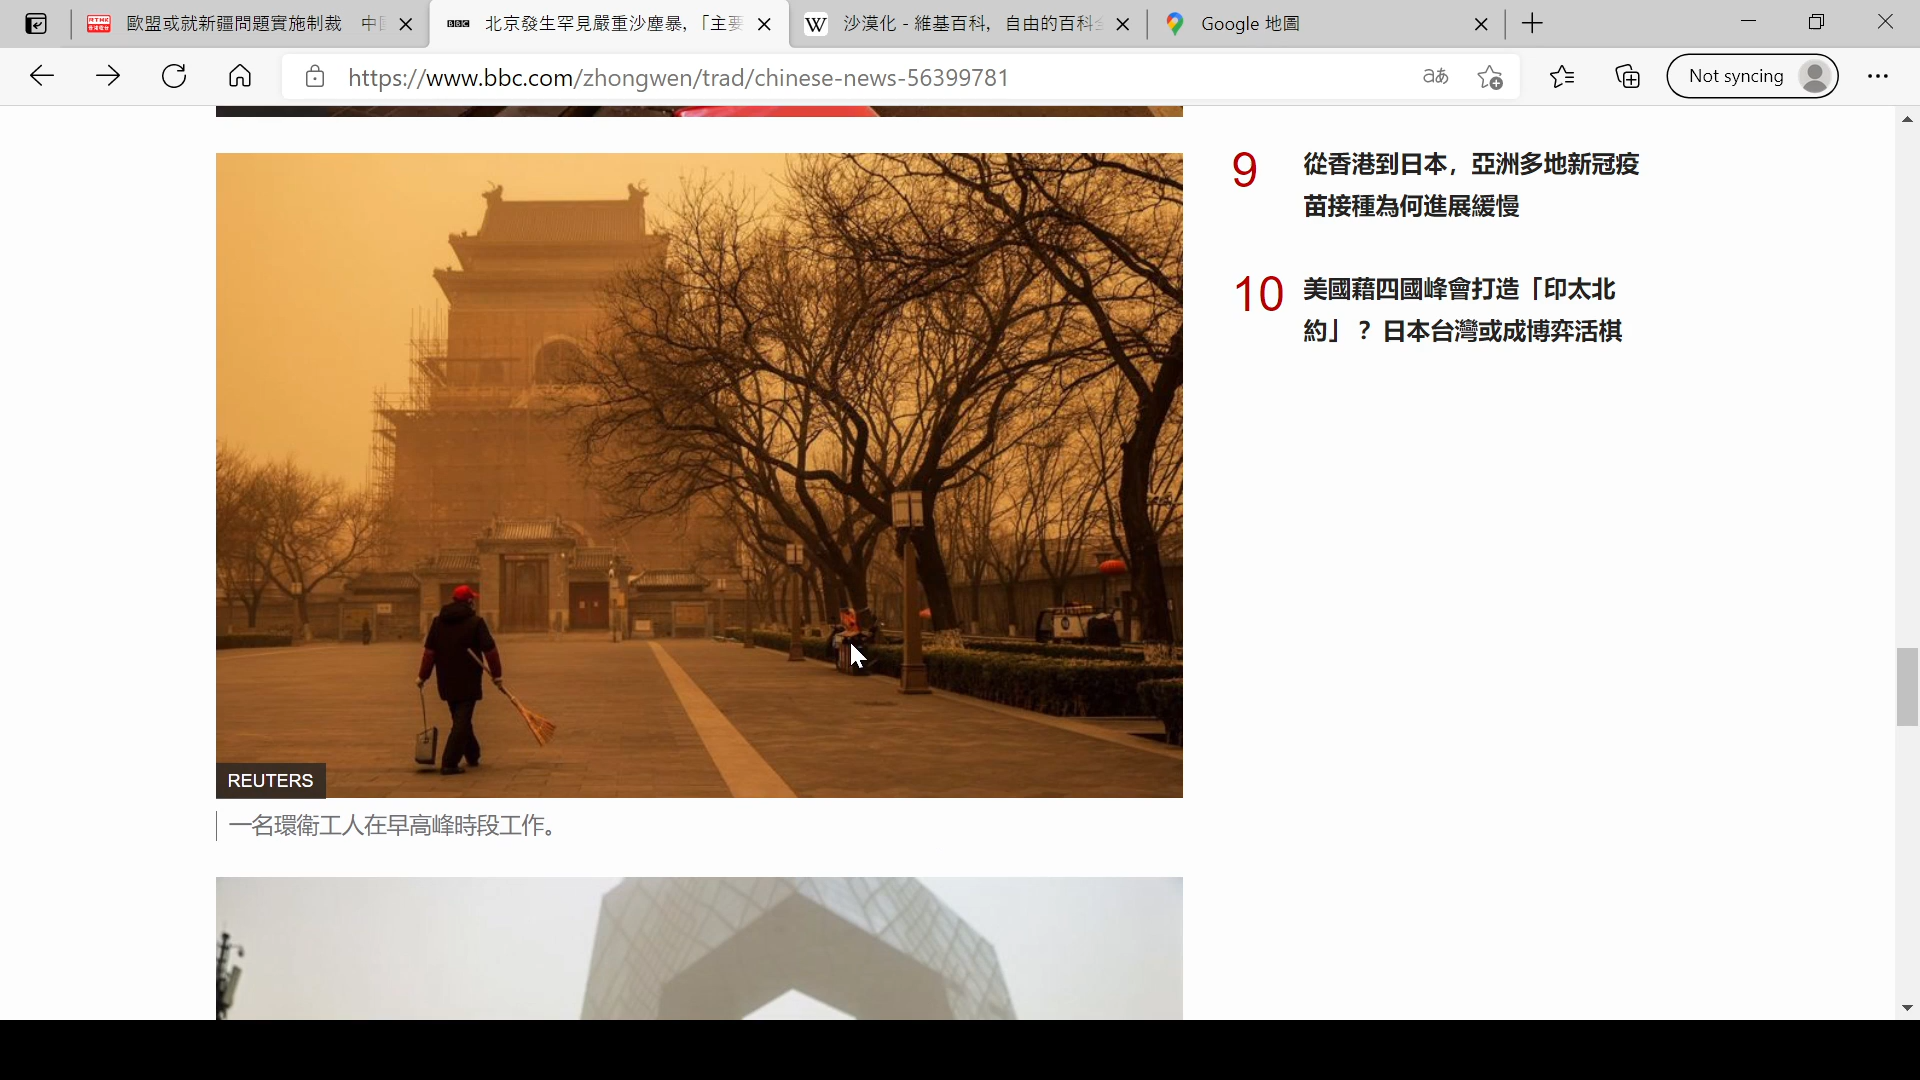 歐盟或就新疆問題實施制裁 中
北京發生罕見嚴重沙塵暴,「主要
沙漠化 - 維基百科,自由的百科
Google 地圖
https://www.bbc.com/zhongwen/trad/chinese-news-56399781
aあ
Not syncing
9
從香港到日本,亞洲多地新冠疫
苗接種為何進展緩慢
10
美國藉四國峰會打造「印太北
約」? 日本台灣或成博弈活棋
REUTERS
一名環衛工人在早高峰時段工作。